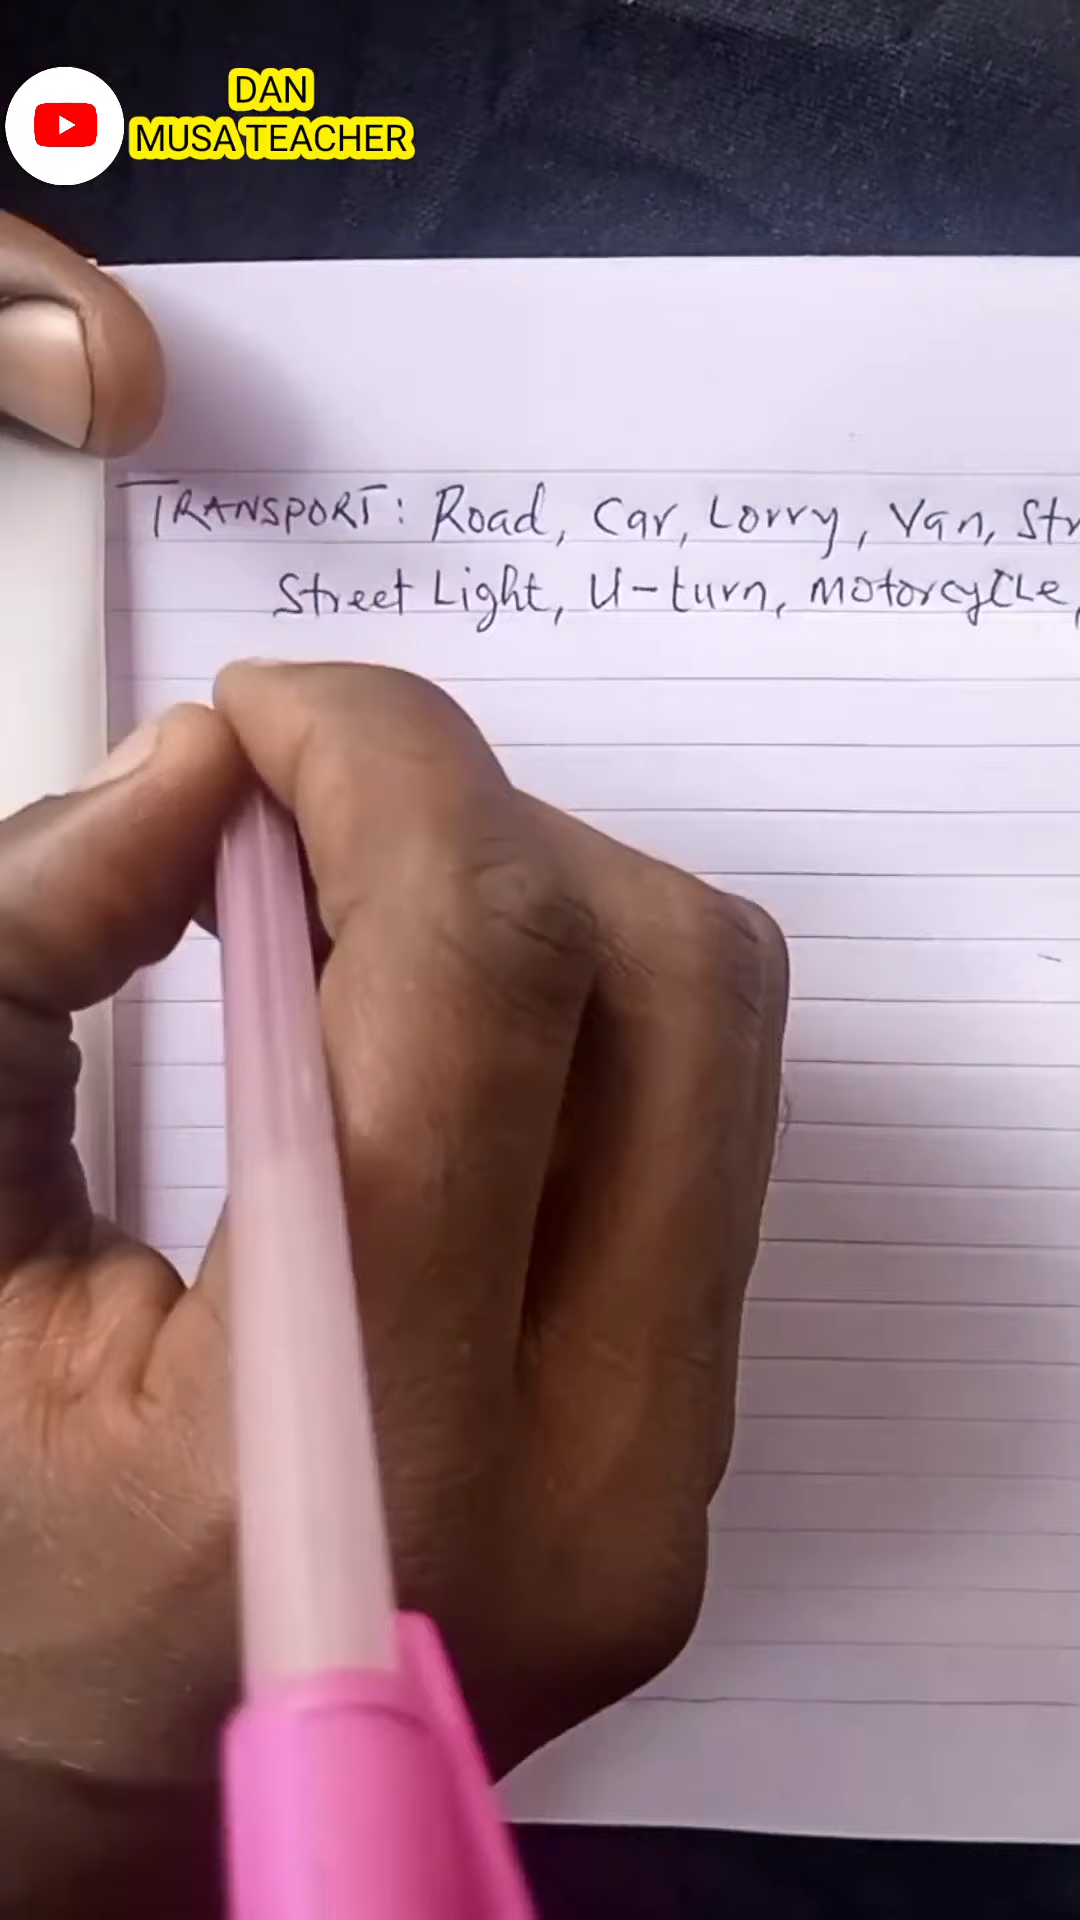 DAN
MUSA TEACHER
TRANSPORT: Road, Car, Lorry, Van,
Street Light, U-turn, motorcycle,